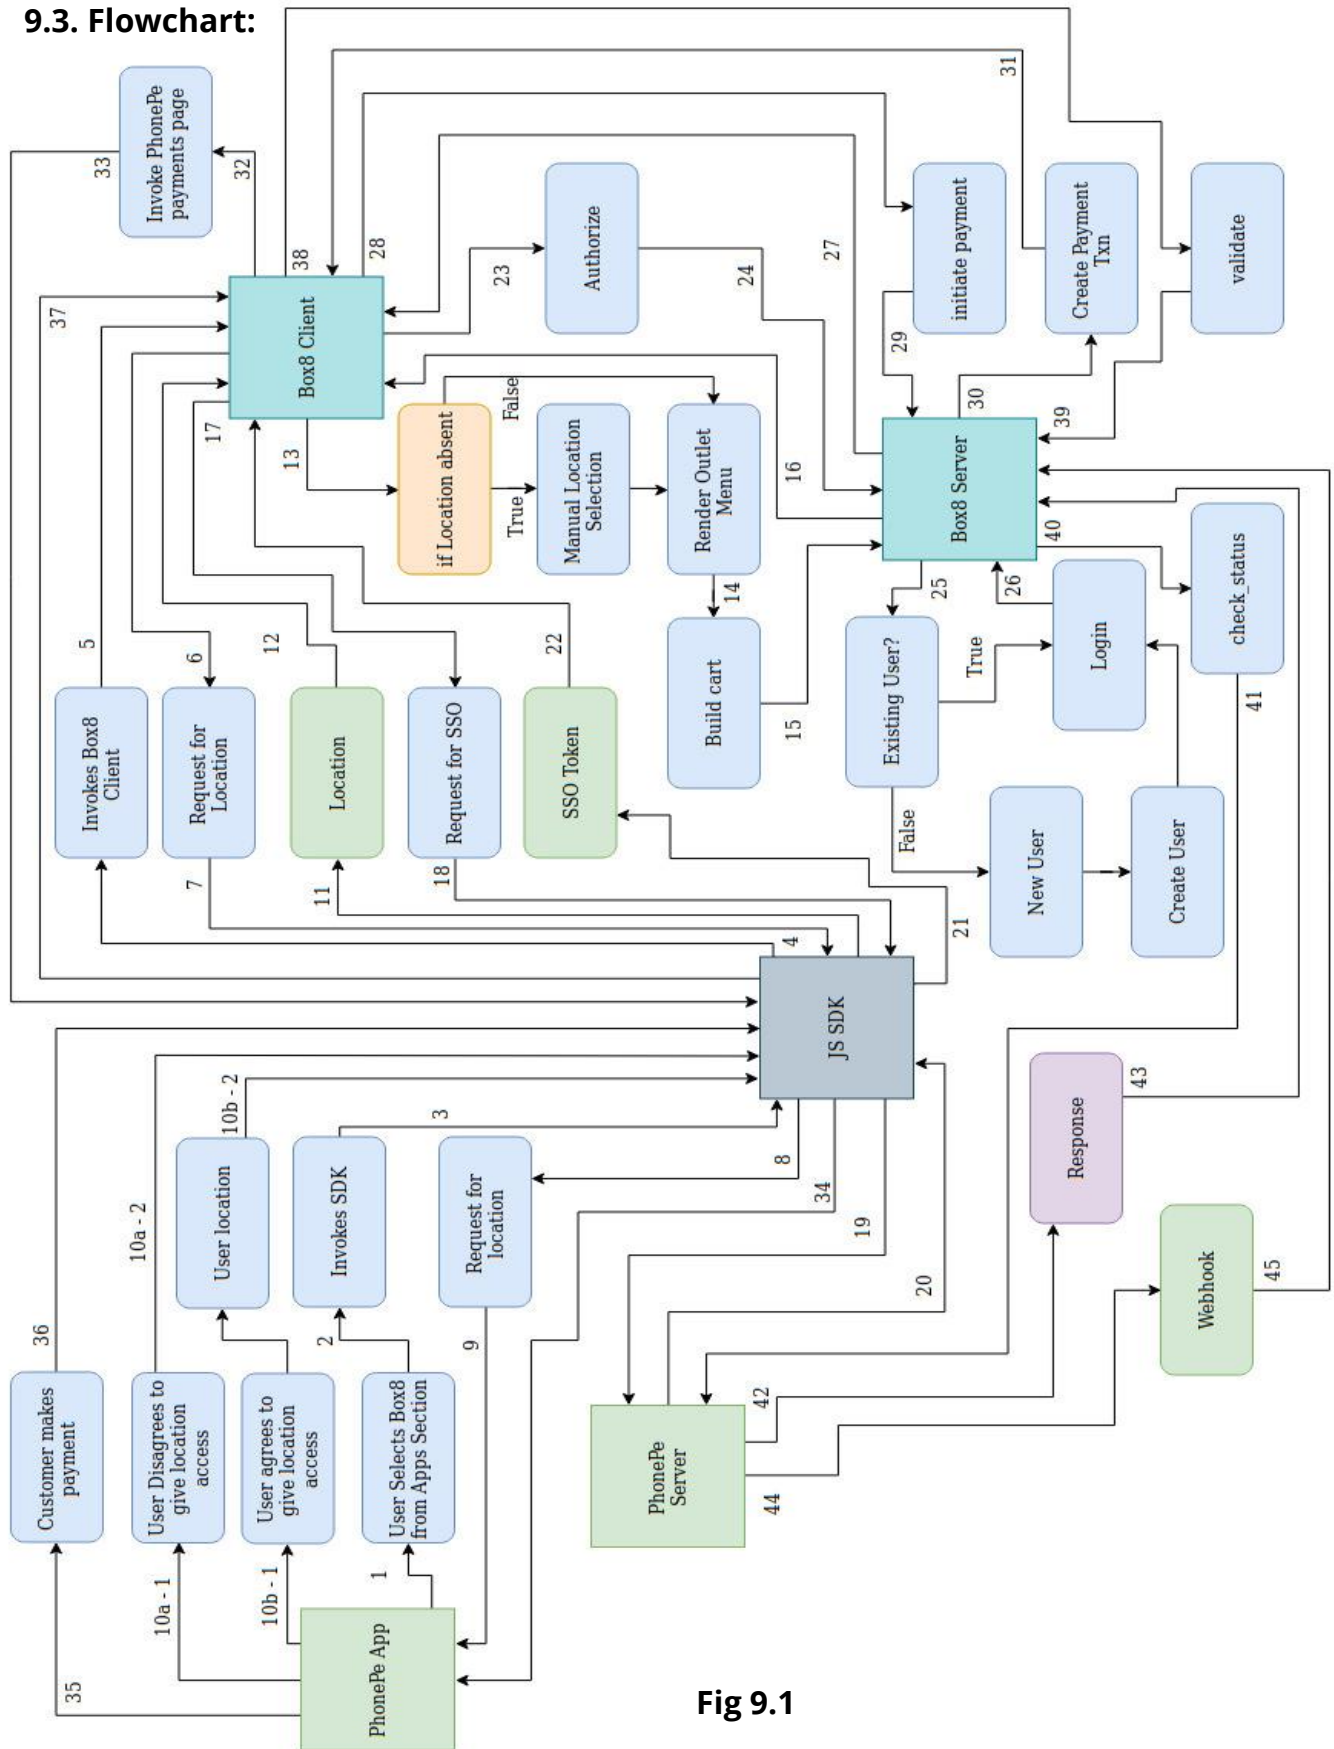 9.3. Flowchart:
35
Customer makes
payment
36
10a - 1
User Disagrees to
give location
access
10a - 2
10b - 1
User agrees to
give location
access
User location
10b - 2
1
User Selects Box8
from Apps Section
2
Invokes SDK
3
PhonePe App
9
Request for
location
8
34
19
20
PhonePe
Server
42
44
JS SDK
4
7
11
18
21
Invokes Box8
Client
5
Request for
Location
6
Location
12
Request for SSO
17
SSO Token
22
37
33
Invoke PhonePe
payments page
32
Box8 Client
38
28
31
13
if Location absent
True
False
Manual Location
Selection
Render Outlet
Menu
14
Build cart
15
16
23
Authorize
24
27
initiate payment
29
Create Payment
Txn
30
validate
39
Box8 Server
40
25
26
Existing User?
True
False
Login
New User
Create User
check_status
41
Response
43
Webhook
45
Fig 9.1